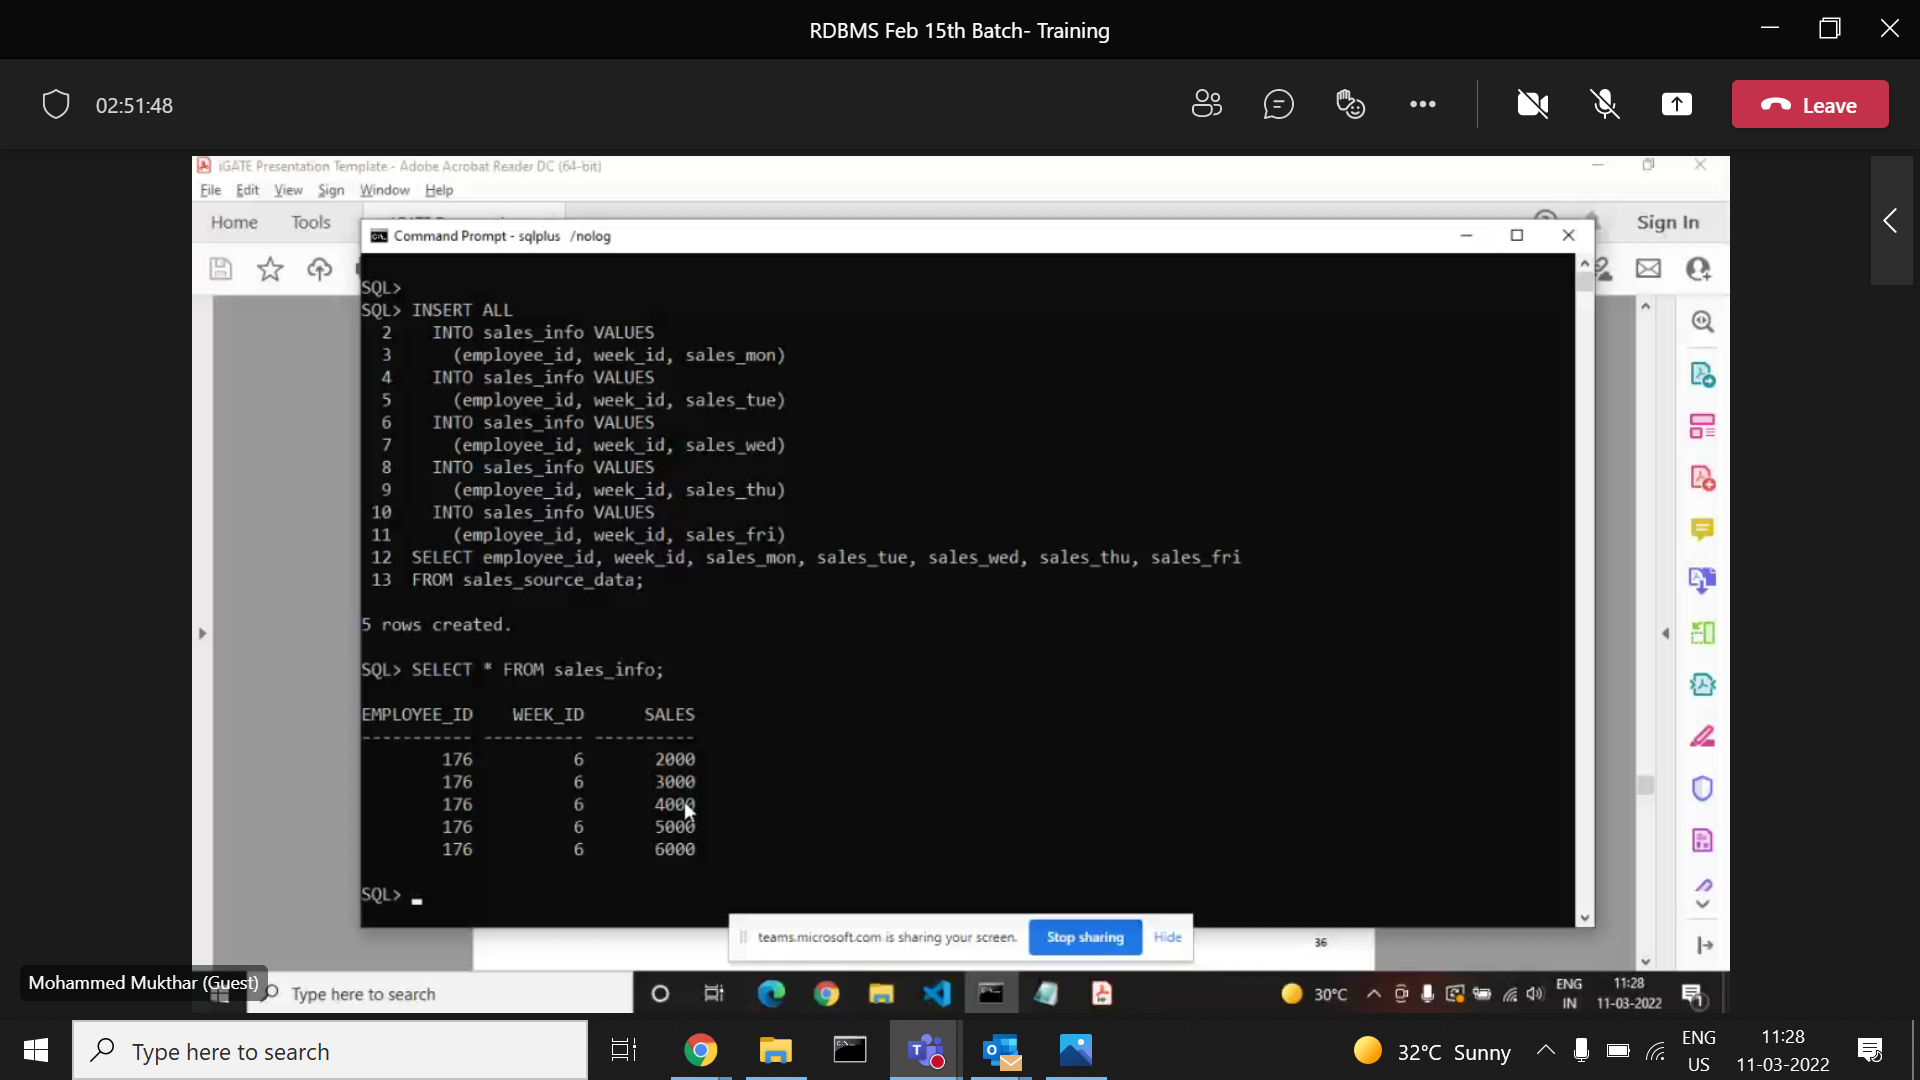 RDBMS Feb 15th Batch- Training
02:51:48
Leave
iGATE Presentation Template - Adobe Acrobat Reader DC (64-bit)
File Edit View Sign Window Help
Home Tools
Sign In
Command Prompt - sqlplus /nolog
SQL>
SQL> INSERT ALL
2 INTO sales_info VALUES
3 (employee_id, week_id, sales_mon)
4 INTO sales_info VALUES
5 (employee_id, week_id, sales_tue)
6 INTO sales_info VALUES
7 (employee_id, week_id, sales_wed)
8 INTO sales_info VALUES
9 (employee_id, week_id, sales_thu)
10 INTO sales_info VALUES
11 (employee_id, week_id, sales_fri)
12 SELECT employee_id, week_id, sales_mon, sales_tue, sales_wed, sales_thu, sales_fri
13 FROM sales_source_data;
5 rows created.
SQL> SELECT * FROM sales_info;
EMPLOYEE_ID WEEK_ID SALES
----------- ---------- ----------
176 6 2000
176 6 3000
176 6 4000
176 6 5000
176 6 6000
SQL>
teams.microsoft.com is sharing your screen. Stop sharing Hide
36
Mohammed Mukthar (Guest)
Type here to search
30°C
ENG
IN
11:28
11-03-2022
1
Type here to search
32°C Sunny
ENG
US
11:28
11-03-2022